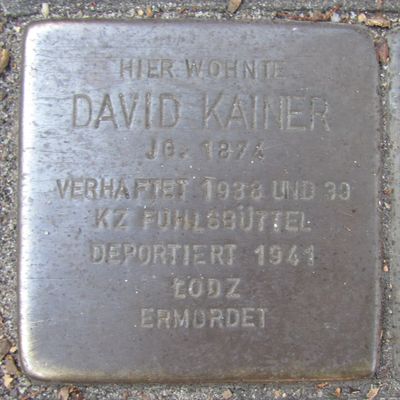 HIER WOHNTE
DAVID KAINER
JG. 1874
VERHAFTET 1938 UND 39
KZ FUHLSBÜTTEL
DEPORTIERT 1941
ŁODZ
ERMORDET